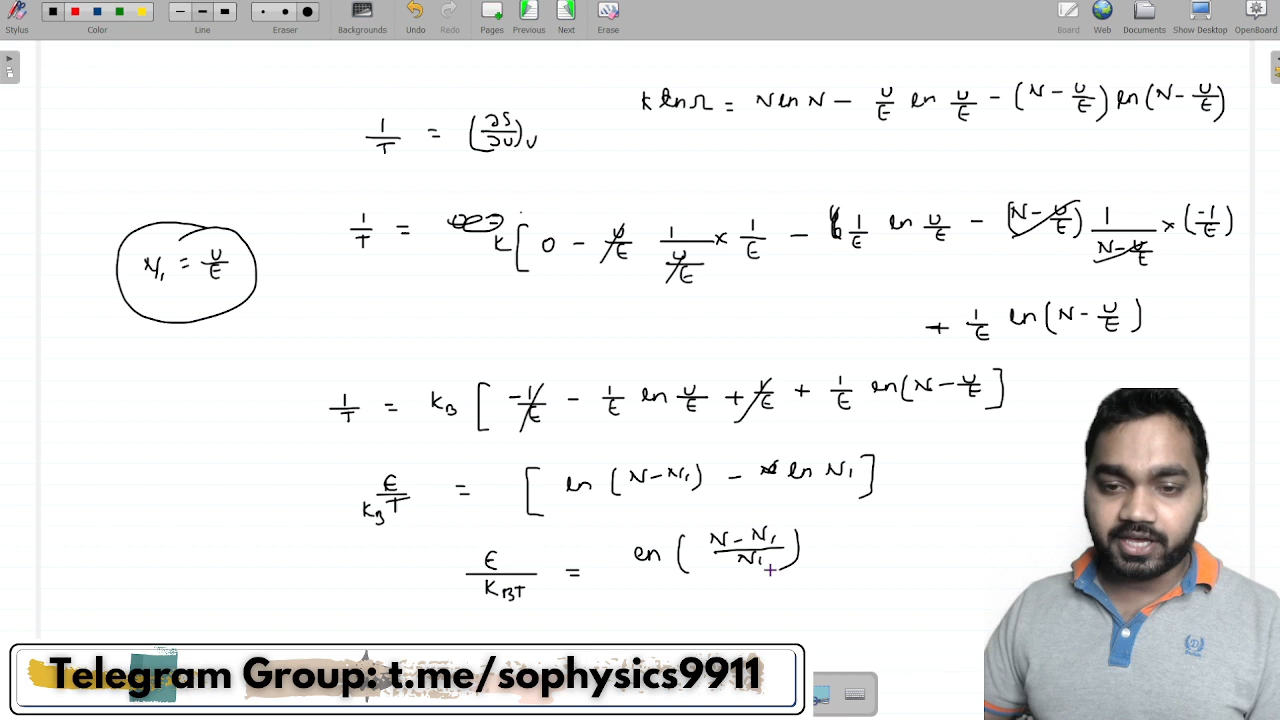 Stylus Color Line Eraser Backgrounds Undo Redo Pages Previous Next Erase Board Web Documents Show Desktop OpenBoard
k ln Ω = N ln N - U/E ln U/E - (N - U/E) ln (N - U/E)
1/T = (∂S/∂U)_U
1/T = K [ 0 - U/E 1/(U/E) × 1/E - 1/E ln U/E - (N - U/E) 1/(N - U/E) × (-1/E)
N₁ = U/E
+ 1/E ln (N - U/E)
1/T = K_B [ -1/E - 1/E ln U/E + 1/E + 1/E ln (N - U/E) ]
E/(K_B T) = [ ln (N - N₁) - ln N₁ ]
E/(K_B T) = ln ( (N - N₁)/N₁ )
Telegram Group: t.me/sophysics9911